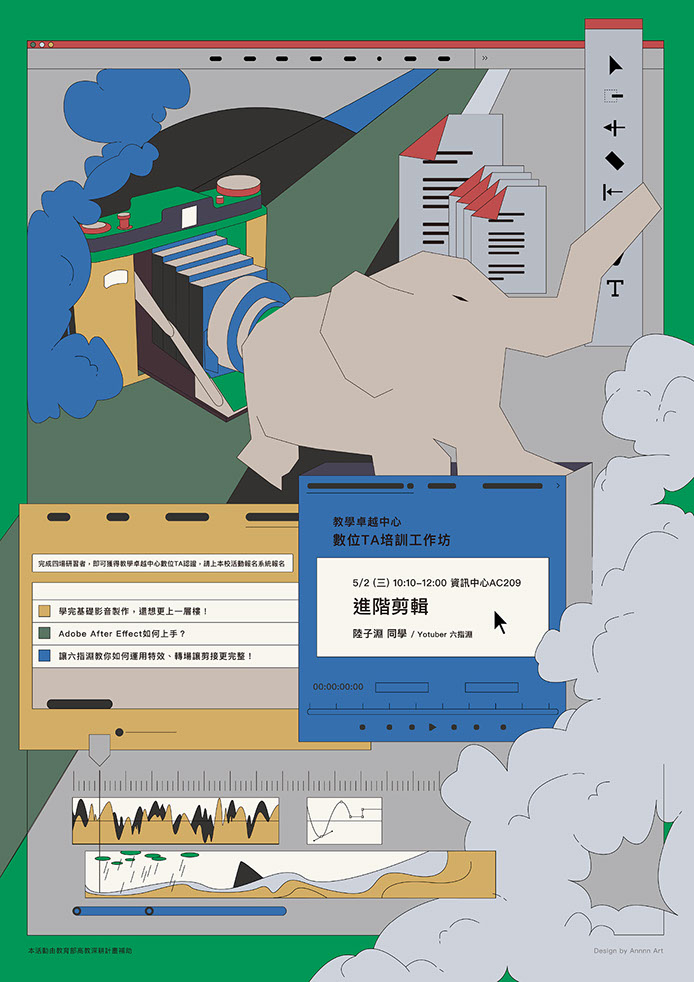 T
教學卓越中心
數位TA培訓工作坊
5/2 (三) 10:10-12:00 資訊中心AC209
進階剪輯
陸子淵 同學 / Yotuber 六指淵
00:00:00:00
完成四場研習者，即可獲得教學卓越中心數位TA認證，請上本校活動報名系統報名
學完基礎影音製作，還想更上一層樓！
Adobe After Effect如何上手？
讓六指淵教你如何運用特效、轉場讓剪接更完整！
本活動由教育部高教深耕計畫補助
Design by Annnn Art